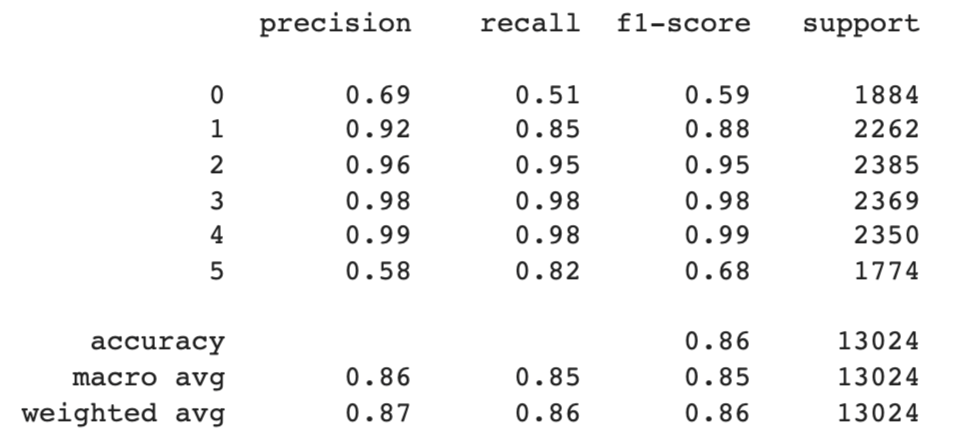 precision recall f1-score support
0 0.69 0.51 0.59 1884
1 0.92 0.85 0.88 2262
2 0.96 0.95 0.95 2385
3 0.98 0.98 0.98 2369
4 0.99 0.98 0.99 2350
5 0.58 0.82 0.68 1774
accuracy 0.86 13024
macro avg 0.86 0.85 0.85 13024
weighted avg 0.87 0.86 0.86 13024